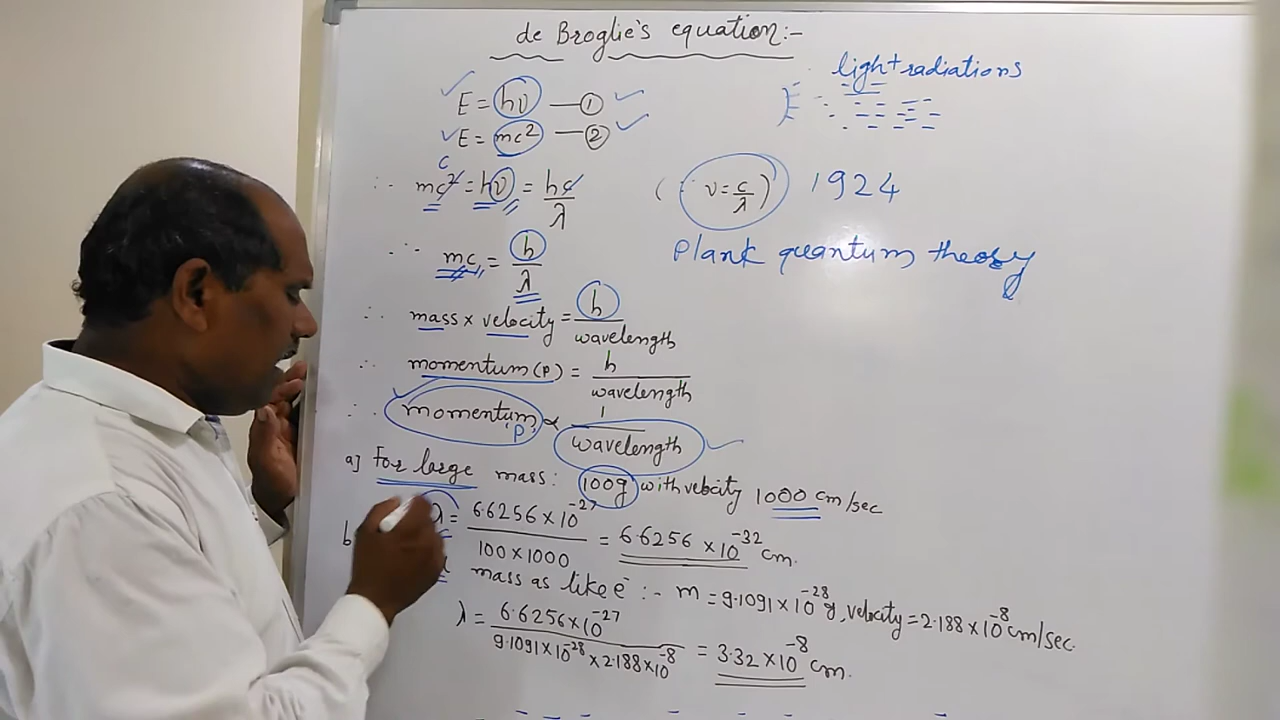 de Broglie's equation:-
light radiations
E = hν — ①
E = mc² — ②
∴ mc² = hν = hc/λ (∵ ν = c/λ) 1924
c
∴ mc = h/λ
Plank quantum theory
∴ mass x velocity = h/wavelength
∴ momentum (P) = h/wavelength
∴ momentum 'P' ∝ 1/wavelength
a] For large mass: 100g with velocity 1000 cm/sec
λ = 6.6256 × 10⁻²⁷/100 × 1000 = 6.6256 × 10⁻³² cm.
b mass as like e⁻ :- m = 9.1091 × 10⁻²⁸ g, velocity = 2.188 × 10⁻⁸ cm/sec.
λ = 6.6256 × 10⁻²⁷/9.1091 × 10⁻²⁸ × 2.188 × 10⁻⁸ = 3.32 × 10⁻⁸ cm.